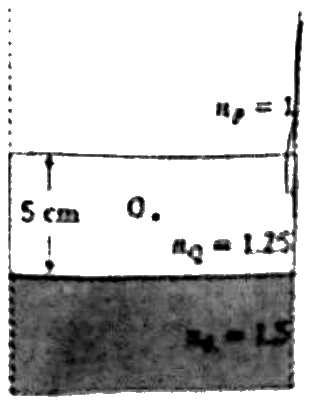 n_P = 1
5 cm
O.
n_Q = 1.25
n_R = 1.5